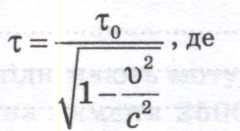 τ = τ₀ / √(1 − υ²/c²), де